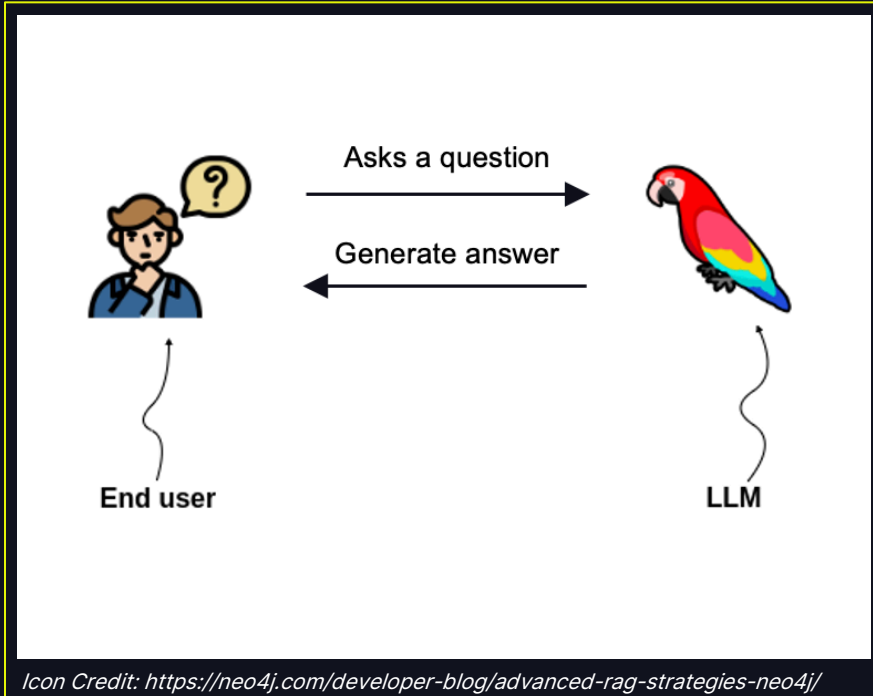 ?
Asks a question
Generate answer
End user
LLM
Icon Credit: https://neo4j.com/developer-blog/advanced-rag-strategies-neo4j/